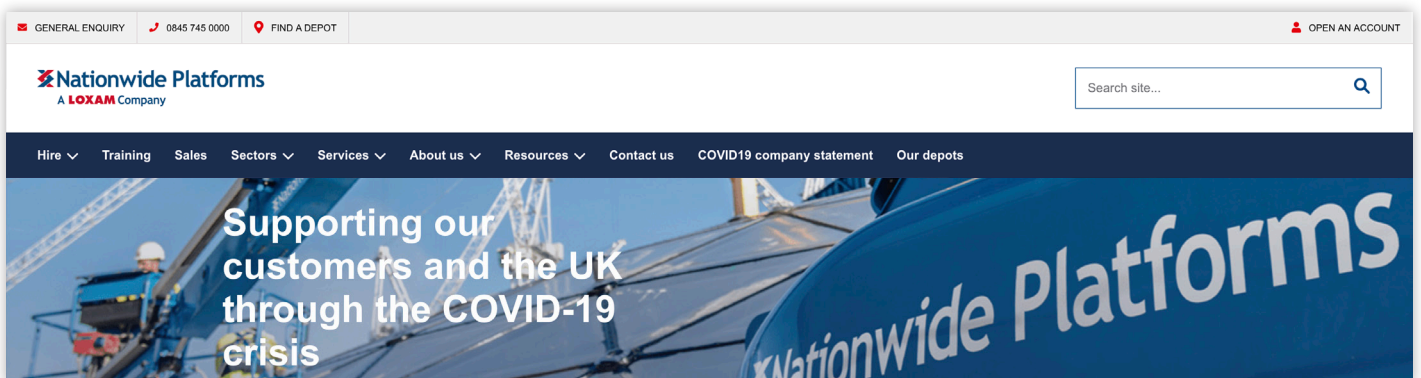 GENERAL ENQUIRY 0845 745 0000 FIND A DEPOT OPEN AN ACCOUNT
Nationwide Platforms
A LOXAM Company
Search site...
Hire Training Sales Sectors Services About us Resources Contact us COVID19 company statement Our depots
Supporting our
customers and the UK
through the COVID-19
crisis
Nationwide Platforms